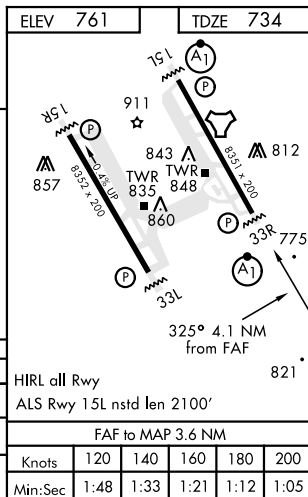 ELEV 761
TDZE 734
15L
A1
P
15R
P
911
0.4% UP
8352 x 200
8351 x 200
857
843
TWR
848
812
TWR
835
860
P
33R
775
P
33L
A1
325° 4.1 NM
from FAF
821
HIRL all Rwy
ALS Rwy 15L nstd len 2100'
FAF to MAP 3.6 NM
Knots 120 140 160 180 200
Min:Sec 1:48 1:33 1:21 1:12 1:05